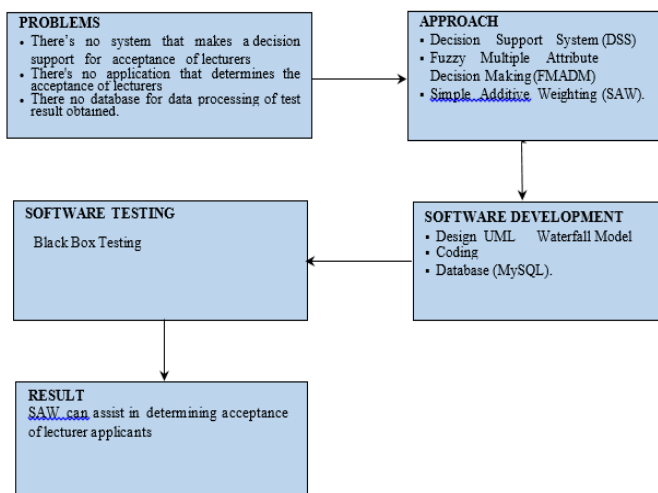 PROBLEMS
• There's no system that makes a decision
support for acceptance of lecturers
• There's no application that determines the
acceptance of lecturers
• There no database for data processing of test
result obtained.
APPROACH
▪ Decision Support System (DSS)
▪ Fuzzy Multiple Attribute
Decision Making (FMADM)
▪ Simple Additive Weighting (SAW).
SOFTWARE DEVELOPMENT
▪ Design UML Waterfall Model
▪ Coding
▪ Database (MySQL).
SOFTWARE TESTING
Black Box Testing
RESULT
SAW can assist in determining acceptance
of lecturer applicants